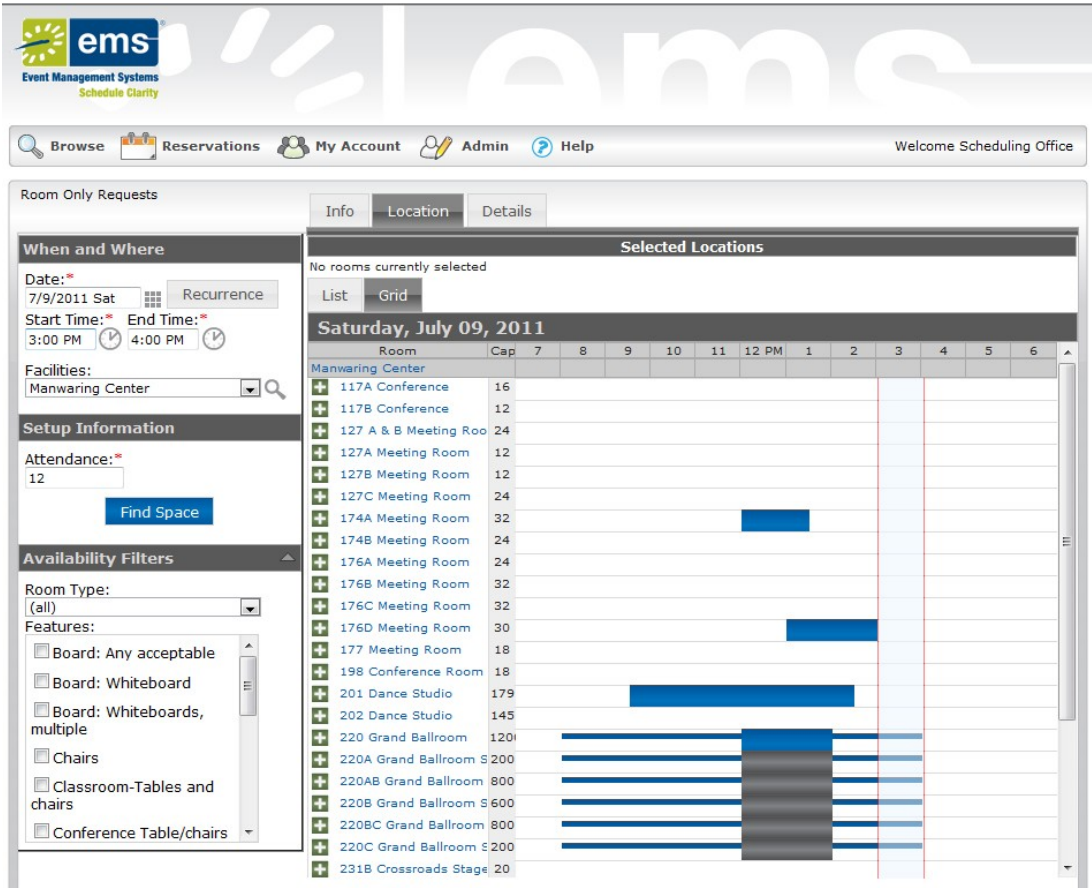 ems
Event Management Systems
Schedule Clarity
ems
Browse Reservations My Account Admin Help Welcome Scheduling Office
Room Only Requests
Info Location Details
When and Where
Date:*
7/9/2011 Sat Recurrence
Start Time:* End Time:*
3:00 PM 4:00 PM
Facilities:
Manwaring Center
Setup Information
Attendance:*
12
Find Space
Availability Filters
Room Type:
(all)
Features:
Board: Any acceptable
Board: Whiteboard
Board: Whiteboards,
multiple
Chairs
Classroom-Tables and
chairs
Conference Table/chairs
Selected Locations
No rooms currently selected
List Grid
Saturday, July 09, 2011
Room Cap 7 8 9 10 11 12 PM 1 2 3 4 5 6
Manwaring Center
117A Conference 16
117B Conference 12
127 A & B Meeting Roo 24
127A Meeting Room 12
127B Meeting Room 12
127C Meeting Room 24
174A Meeting Room 32
174B Meeting Room 24
176A Meeting Room 24
176B Meeting Room 32
176C Meeting Room 32
176D Meeting Room 30
177 Meeting Room 18
198 Conference Room 18
201 Dance Studio 179
202 Dance Studio 145
220 Grand Ballroom 1200
220A Grand Ballroom S 200
220AB Grand Ballroom 800
220B Grand Ballroom S 600
220BC Grand Ballroom 800
220C Grand Ballroom S 200
231B Crossroads Stage 20